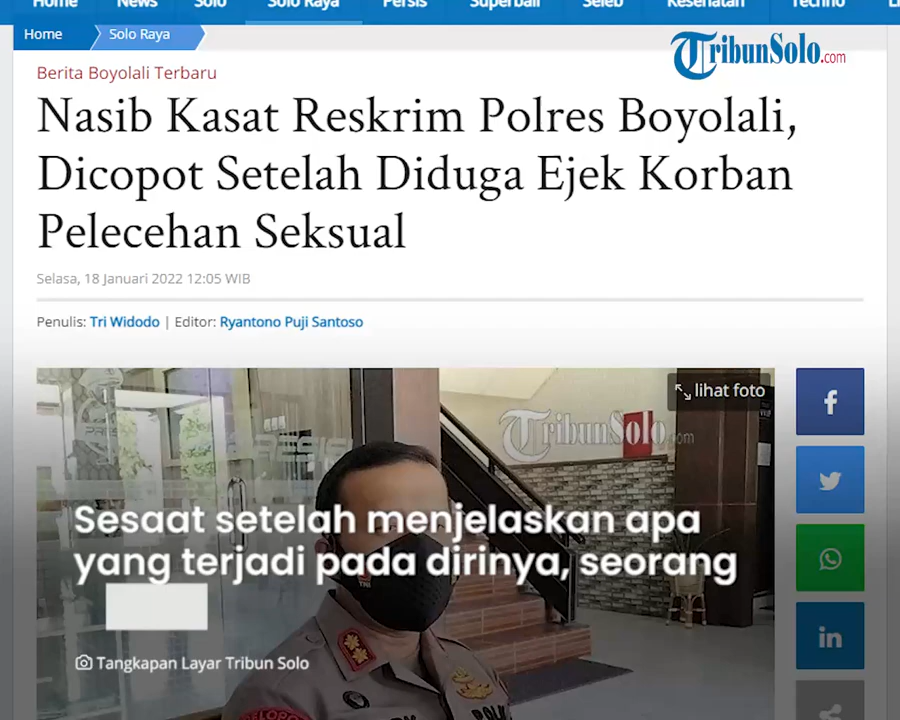 Home News Solo Solo Raya Persis Superball Seleb Kesehatan Techno
Home Solo Raya
TribunSolo.com
Berita Boyolali Terbaru
Nasib Kasat Reskrim Polres Boyolali,
Dicopot Setelah Diduga Ejek Korban
Pelecehan Seksual
Selasa, 18 Januari 2022 12:05 WIB
Penulis: Tri Widodo | Editor: Ryantono Puji Santoso
lihat foto
TribunSolo.com
Sesaat setelah menjelaskan apa
yang terjadi pada dirinya, seorang
Tangkapan Layar Tribun Solo